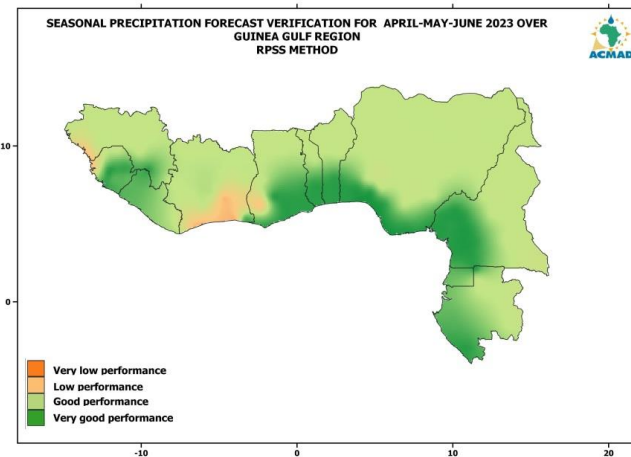 SEASONAL PRECIPITATION FORECAST VERIFICATION FOR APRIL-MAY-JUNE 2023 OVER
GUINEA GULF REGION
RPSS METHOD
ACMAD
10
0
Very low performance
Low performance
Good performance
Very good performance
-10
0
10
20